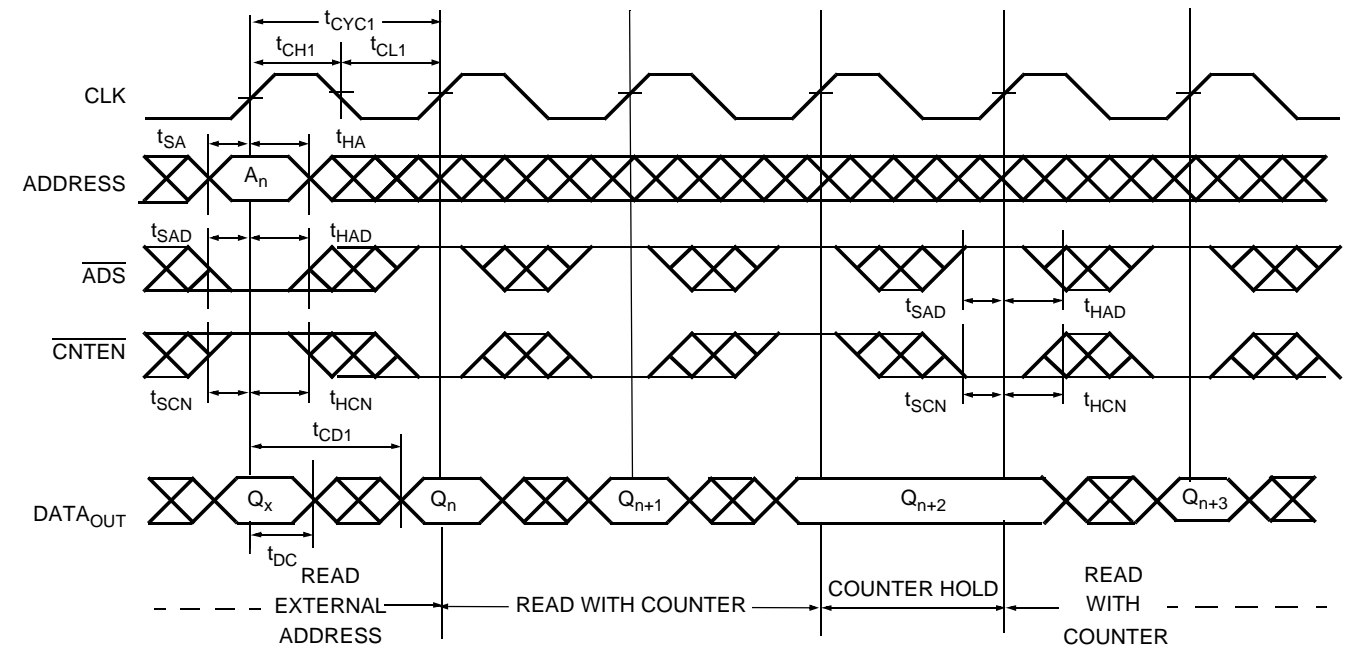 tCYC1
tCH1 tCL1
CLK
tSA tHA
ADDRESS An
tSAD tHAD
ADS
tSAD tHAD
CNTEN
tSCN tHCN tSCN tHCN
tCD1
DATAOUT Qx Qn Qn+1 Qn+2 Qn+3
tDC
READ EXTERNAL ADDRESS
READ WITH COUNTER
COUNTER HOLD
READ WITH COUNTER